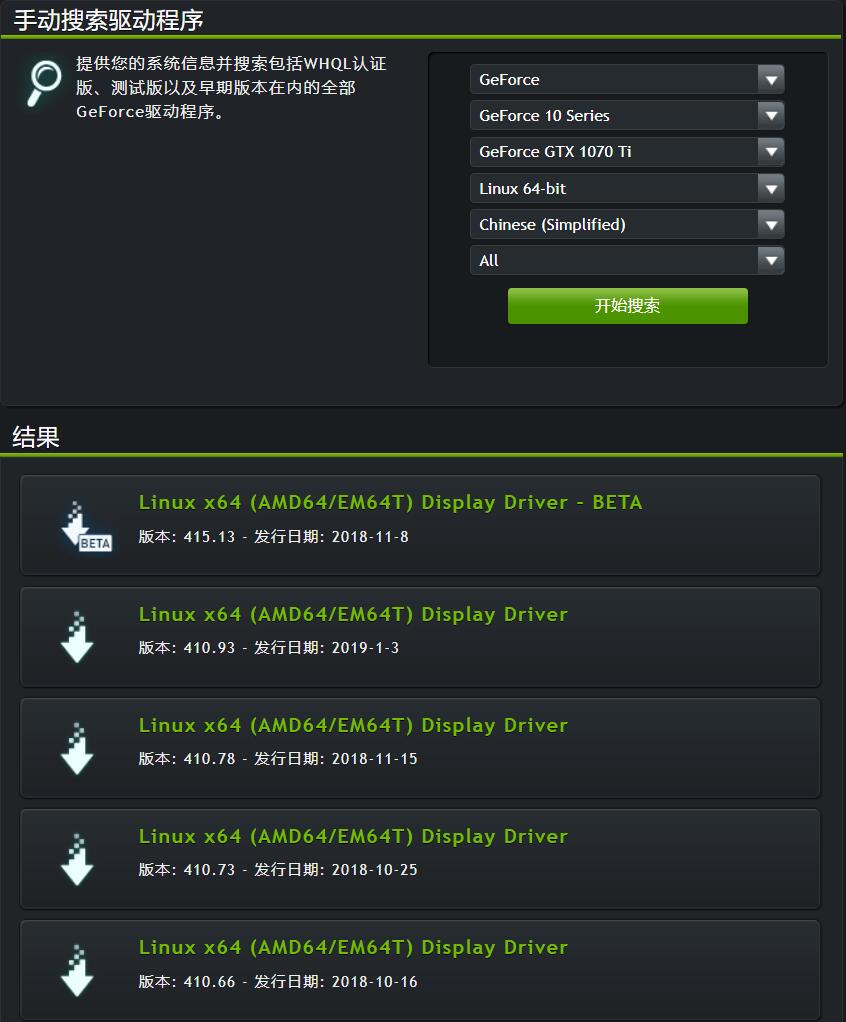 手动搜索驱动程序
提供您的系统信息并搜索包括WHQL认证
版、测试版以及早期版本在内的全部
GeForce驱动程序。
GeForce
GeForce 10 Series
GeForce GTX 1070 Ti
Linux 64-bit
Chinese (Simplified)
All
开始搜索
结果
Linux x64 (AMD64/EM64T) Display Driver - BETA
BETA
版本: 415.13 - 发行日期: 2018-11-8
Linux x64 (AMD64/EM64T) Display Driver
版本: 410.93 - 发行日期: 2019-1-3
Linux x64 (AMD64/EM64T) Display Driver
版本: 410.78 - 发行日期: 2018-11-15
Linux x64 (AMD64/EM64T) Display Driver
版本: 410.73 - 发行日期: 2018-10-25
Linux x64 (AMD64/EM64T) Display Driver
版本: 410.66 - 发行日期: 2018-10-16